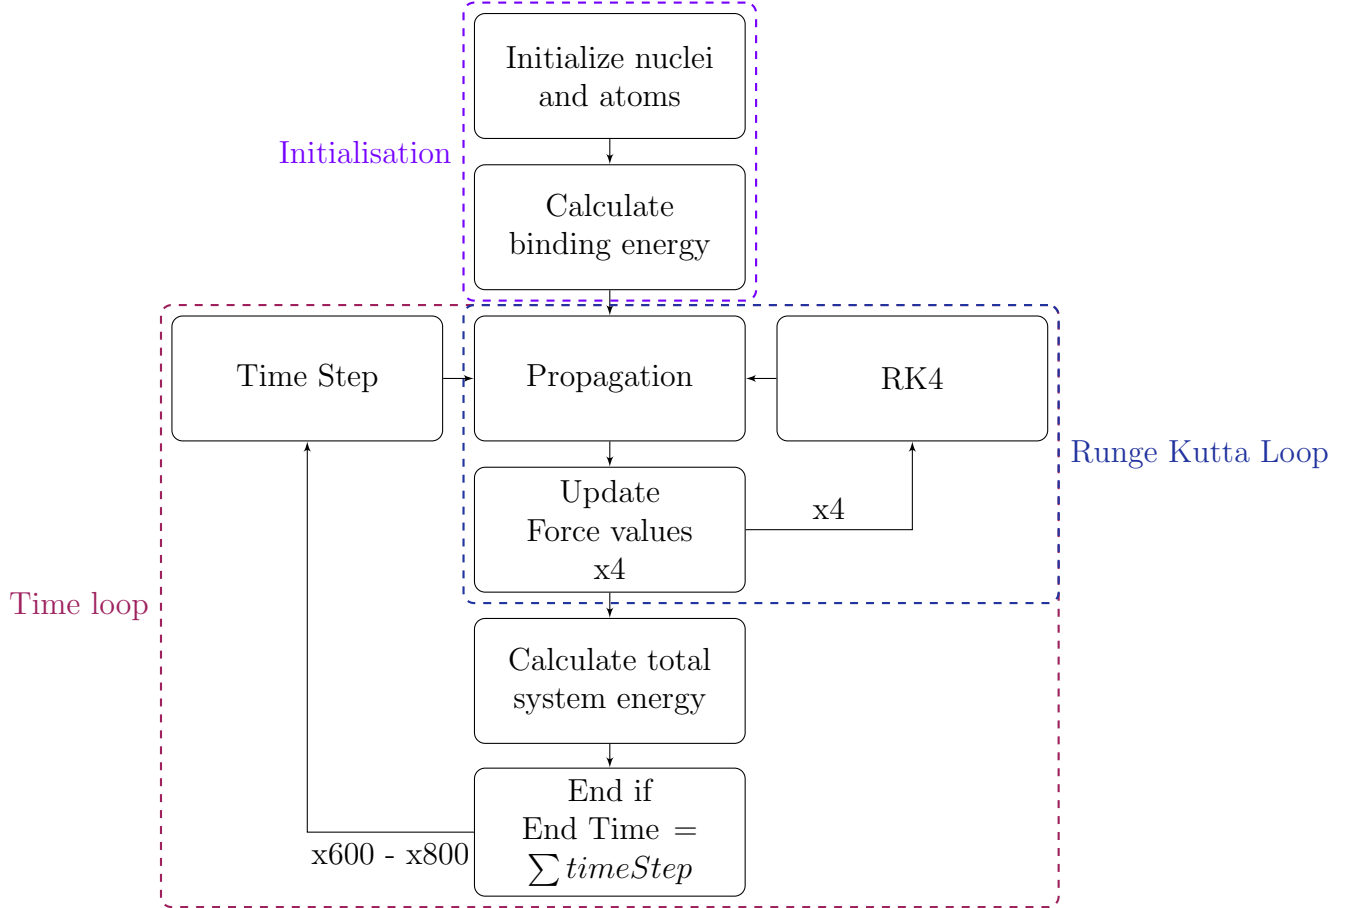 Initialize nuclei
and atoms
Initialisation
Calculate
binding energy
Time Step
Propagation
RK4
Runge Kutta Loop
Update
Force values
x4
x4
Time loop
Calculate total
system energy
End if
End Time =
∑ timeStep
x600 - x800